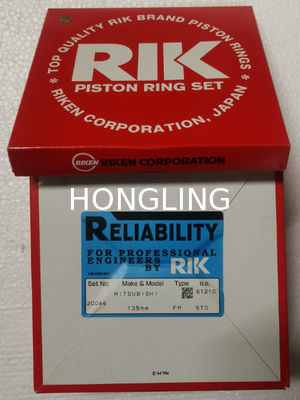 ★ TOP QUALITY RIK BRAND PISTON RINGS ★
RIK
PISTON RING SET
RIKEN CORPORATION, JAPAN
RIKEN RIKEN CORPORATION
HONGLING
RELIABILITY
FOR PROFESSIONAL
ENGINEERS
BY RIK
Set No. Make & Model Type o.s.
MITSUBISHI 81210
20044 135mm FM STD